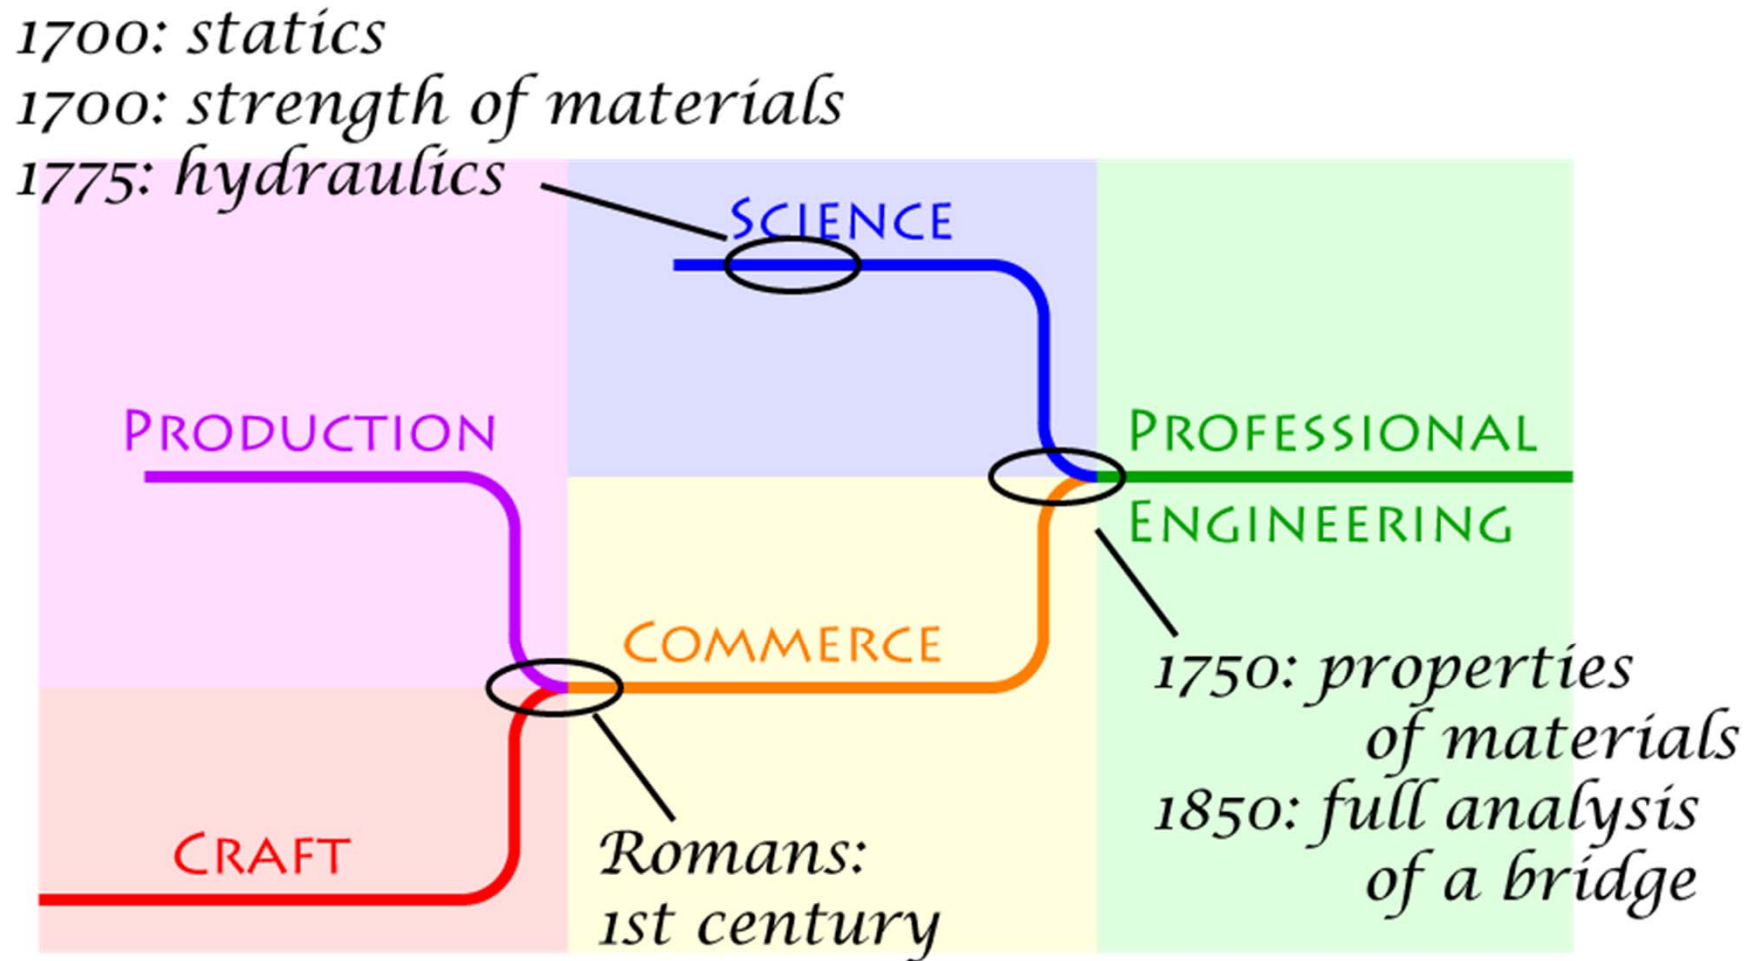 1700: statics
1700: strength of materials
1775: hydraulics
SCIENCE
PRODUCTION
PROFESSIONAL
ENGINEERING
COMMERCE
1750: properties
of materials
1850: full analysis
of a bridge
CRAFT
Romans:
1st century